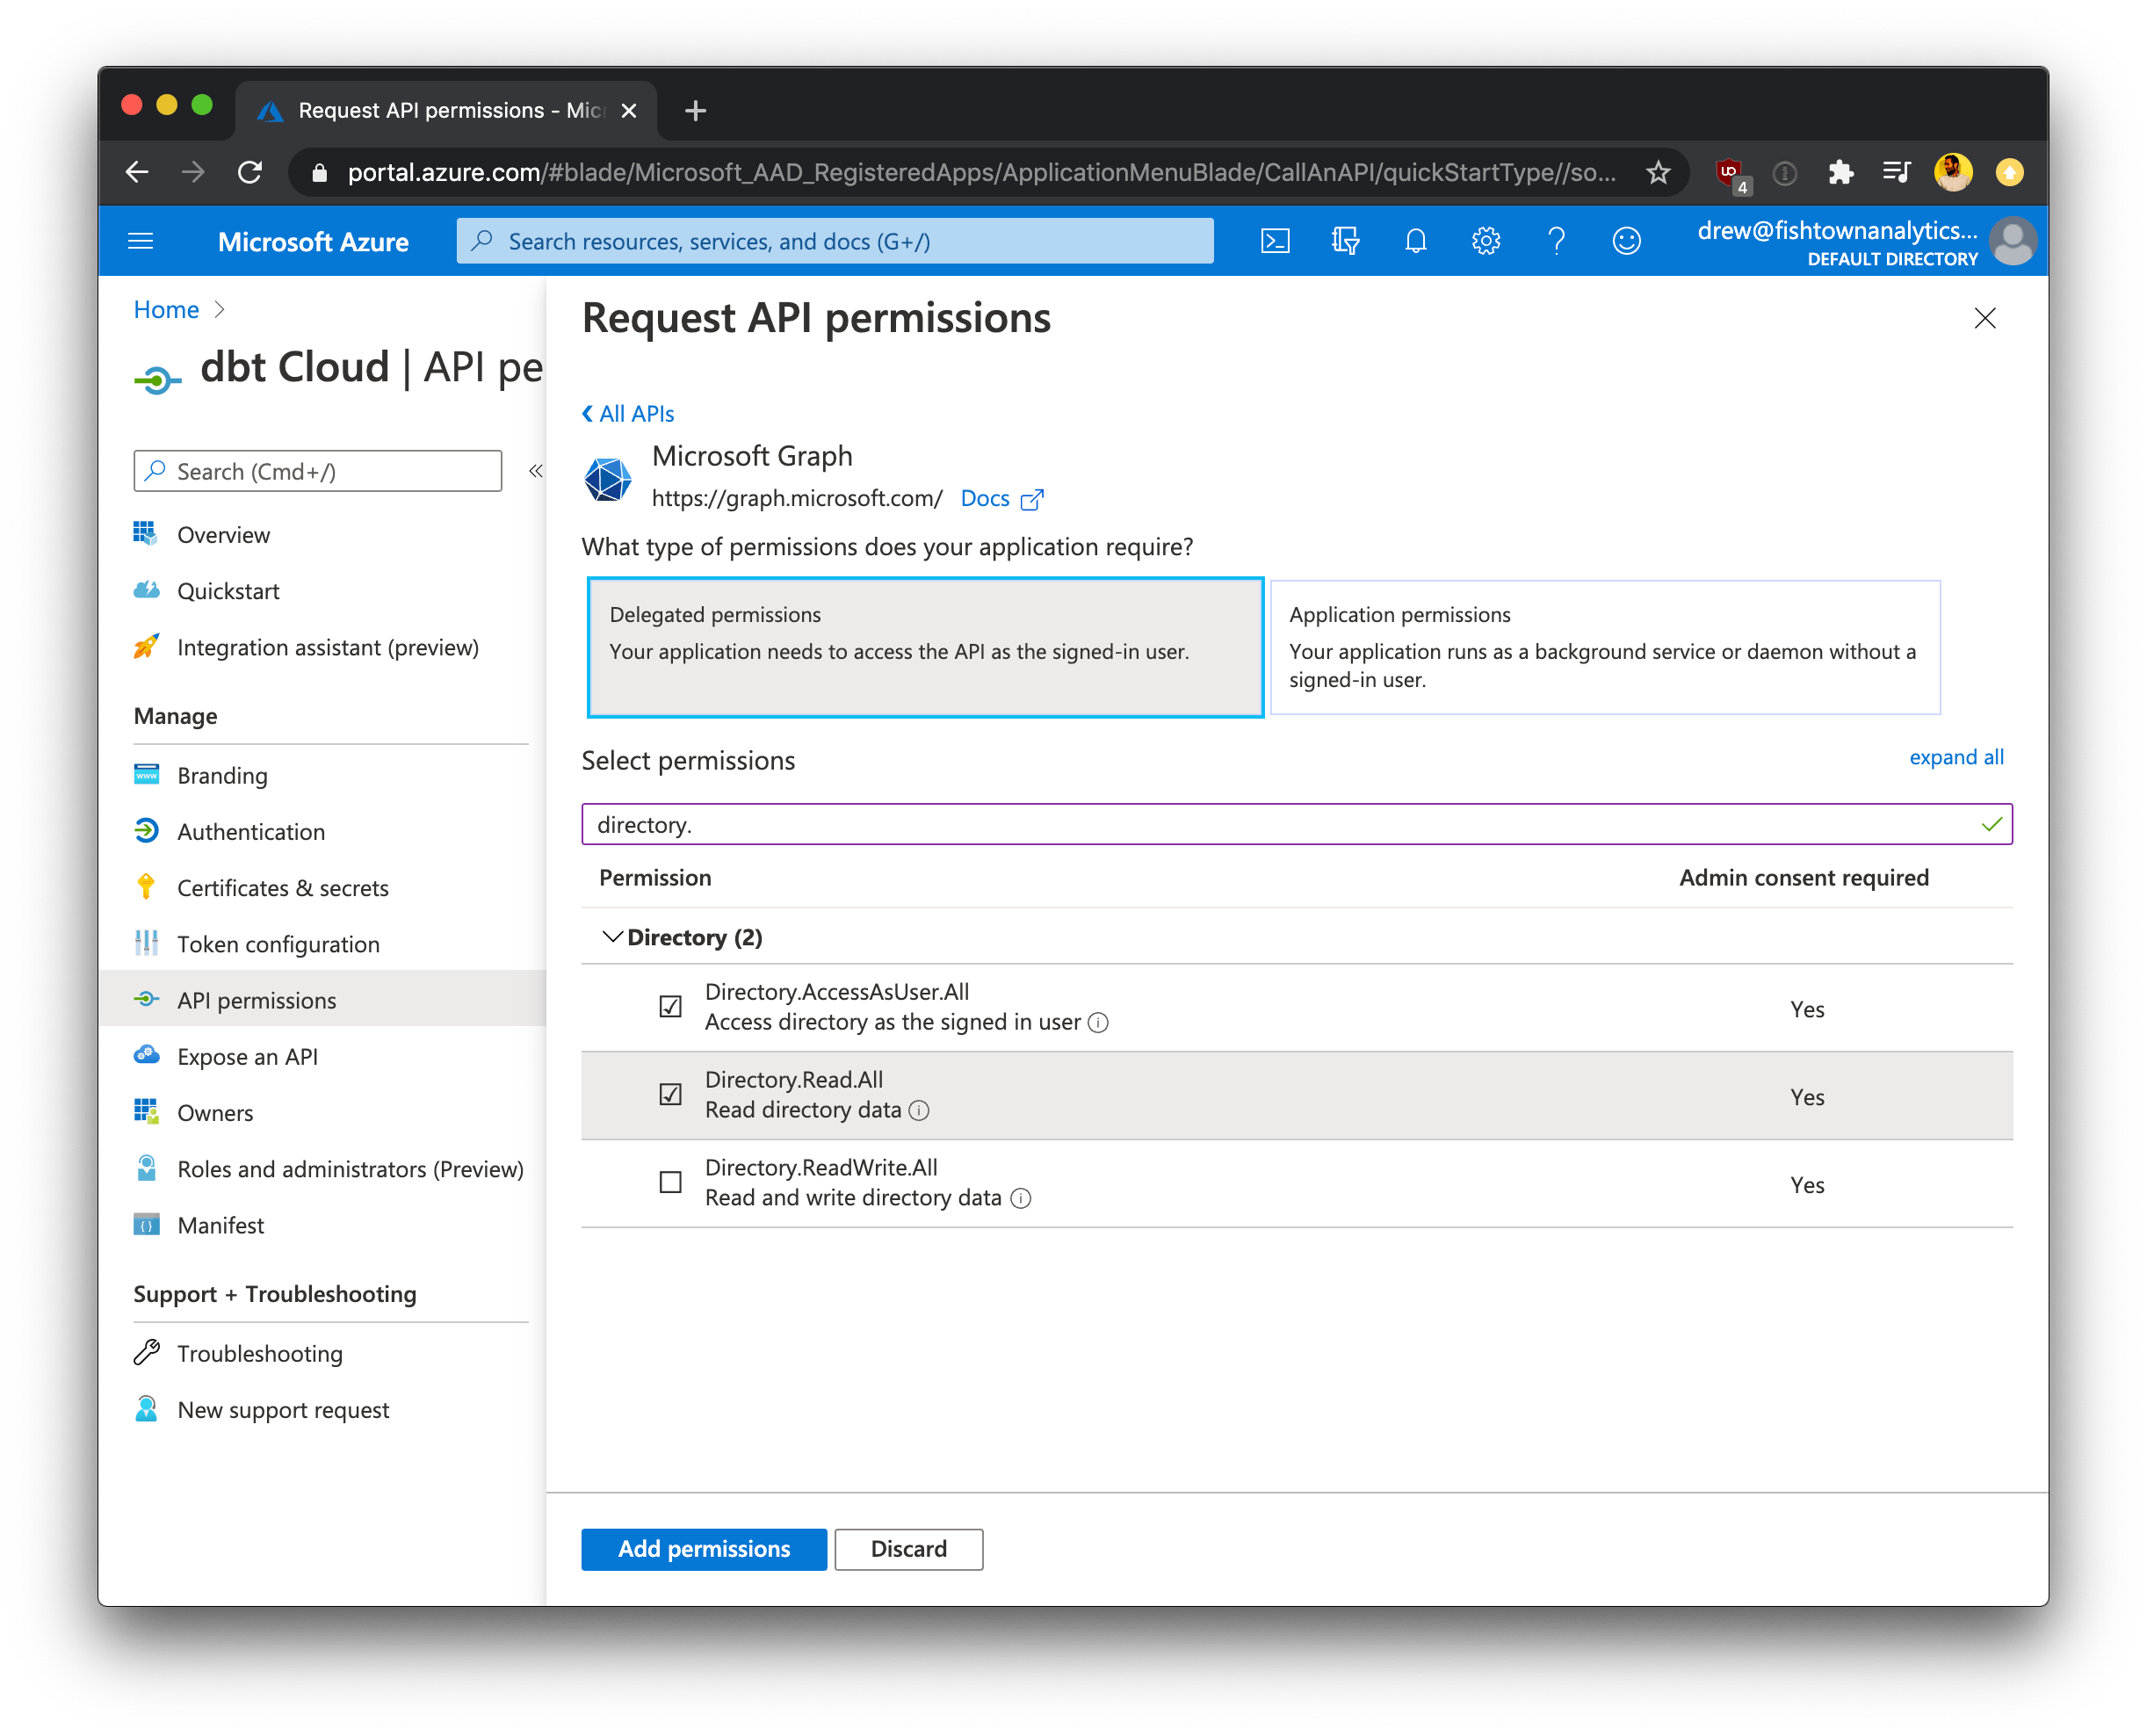 Request API permissions - Mic
portal.azure.com/#blade/Microsoft_AAD_RegisteredApps/ApplicationMenuBlade/CallAnAPI/quickStartType//so...
4
Microsoft Azure
Search resources, services, and docs (G+/)
drew@fishtownanalytics...
DEFAULT DIRECTORY
Home
dbt Cloud | API pe
Search (Cmd+/)
Overview
Quickstart
Integration assistant (preview)
Manage
Branding
Authentication
Certificates & secrets
Token configuration
API permissions
Expose an API
Owners
Roles and administrators (Preview)
Manifest
Support + Troubleshooting
Troubleshooting
New support request
Request API permissions
All APIs
Microsoft Graph
https://graph.microsoft.com/ Docs
What type of permissions does your application require?
Delegated permissions
Your application needs to access the API as the signed-in user.
Application permissions
Your application runs as a background service or daemon without a
signed-in user.
Select permissions
expand all
directory.
Permission Admin consent required
Directory (2)
Directory.AccessAsUser.All
Access directory as the signed in user
Yes
Directory.Read.All
Read directory data
Yes
Directory.ReadWrite.All
Read and write directory data
Yes
Add permissions Discard